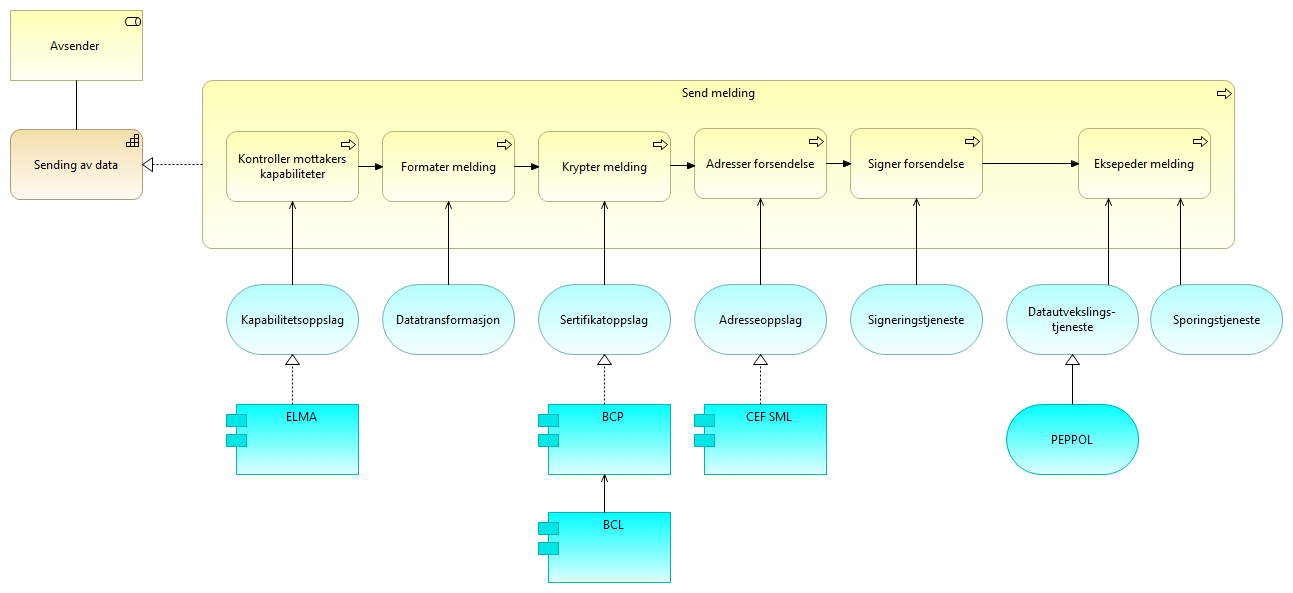 Avsender
Send melding
Sending av data
Kontroller mottakers
kapabiliteter
Formater melding
Krypter melding
Adresser forsendelse
Signer forsendelse
Eksepeder melding
Kapabilitetsoppslag
Datatransformasjon
Sertifikatoppslag
Adresseoppslag
Signeringstjeneste
Datautvekslings-
tjeneste
Sporingstjeneste
ELMA
BCP
CEF SML
PEPPOL
BCL